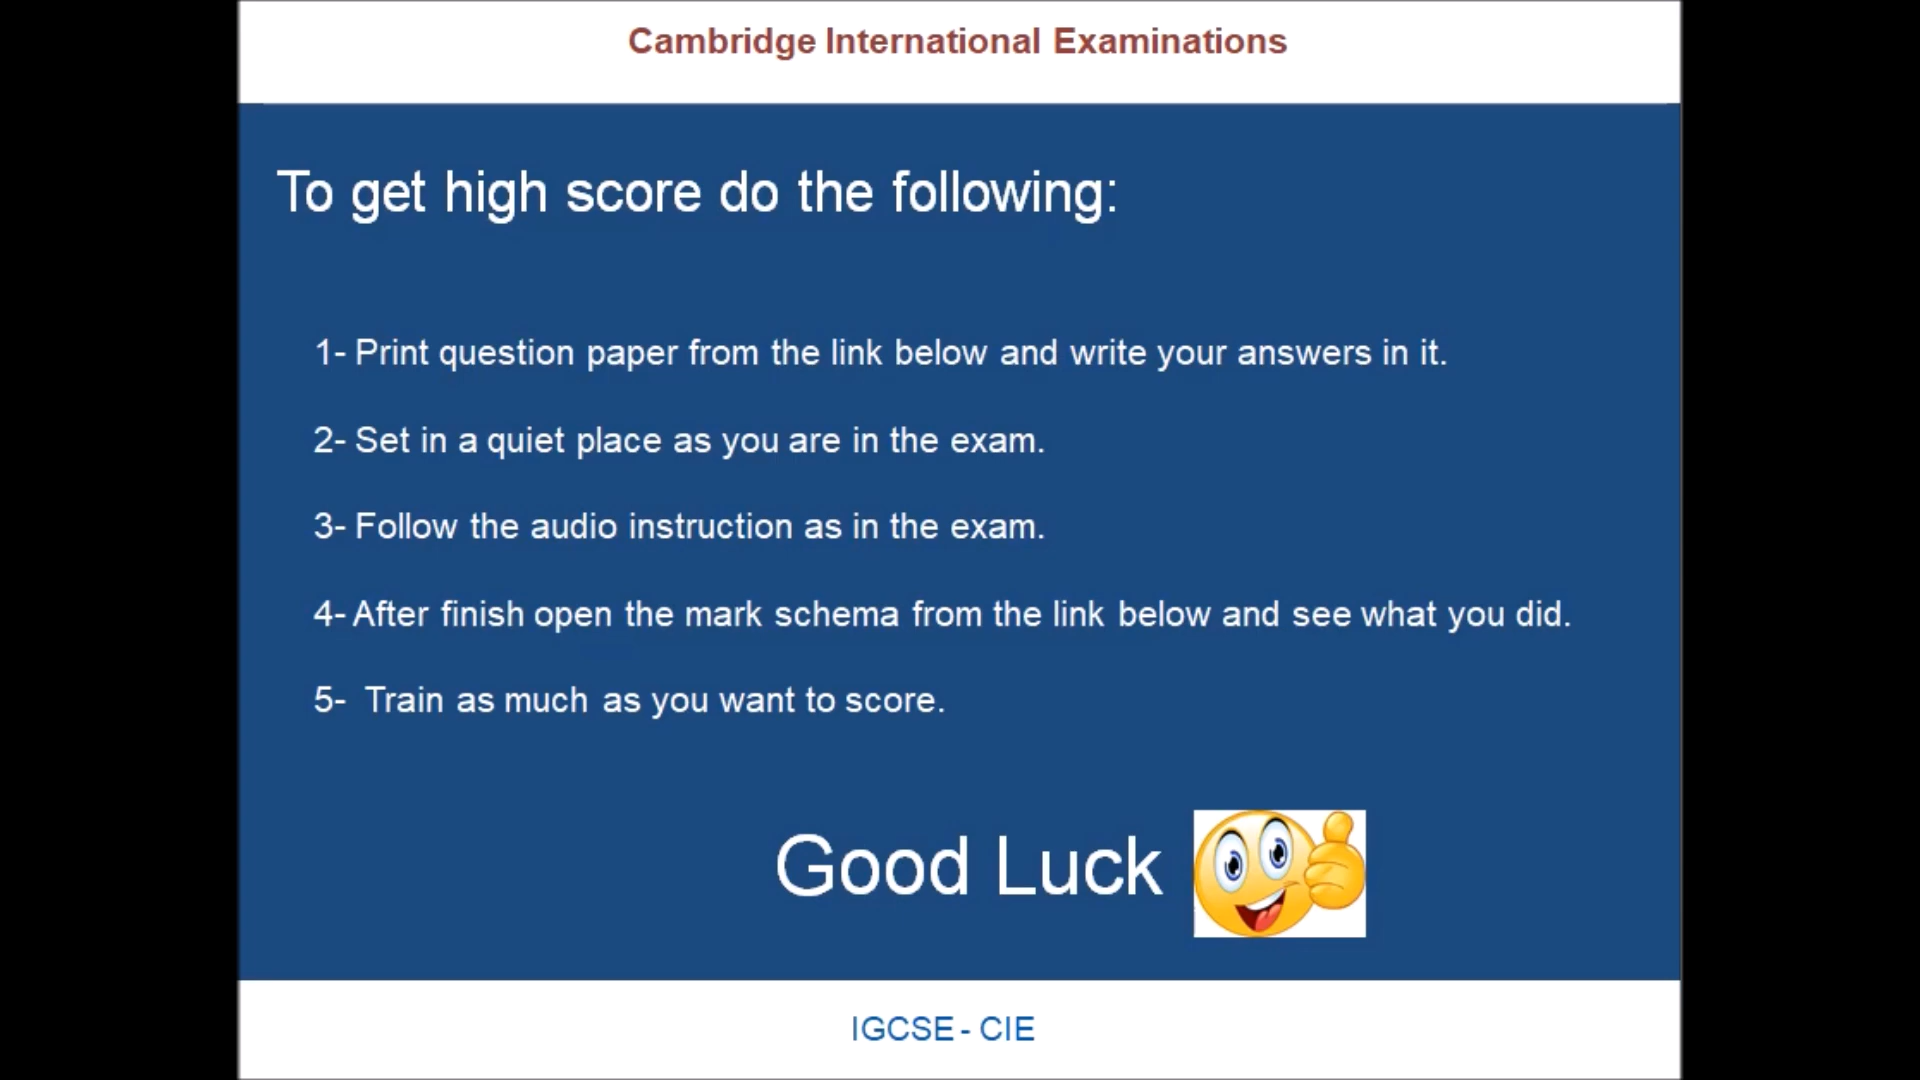 Cambridge International Examinations
To get high score do the following:
1- Print question paper from the link below and write your answers in it.
2- Set in a quiet place as you are in the exam.
3- Follow the audio instruction as in the exam.
4- After finish open the mark schema from the link below and see what you did.
5- Train as much as you want to score.
Good Luck
IGCSE - CIE